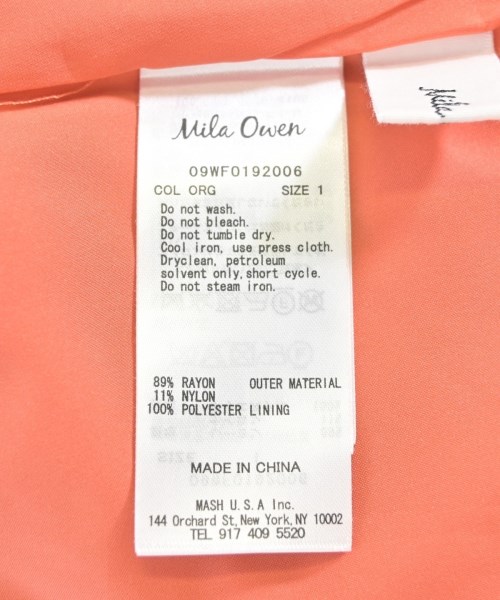 Mila Owen
09WF0192006
COL ORG SIZE 1
Do not wash.
Do not bleach.
Do not tumble dry.
Cool iron, use press cloth.
Dryclean, petroleum
solvent only, short cycle.
Do not steam iron.
89% RAYON OUTER MATERIAL
11% NYLON
100% POLYESTER LINING
MADE IN CHINA
MASH U.S.A Inc.
144 Orchard St, New York, NY 10002
TEL 917 409 5520
Mila